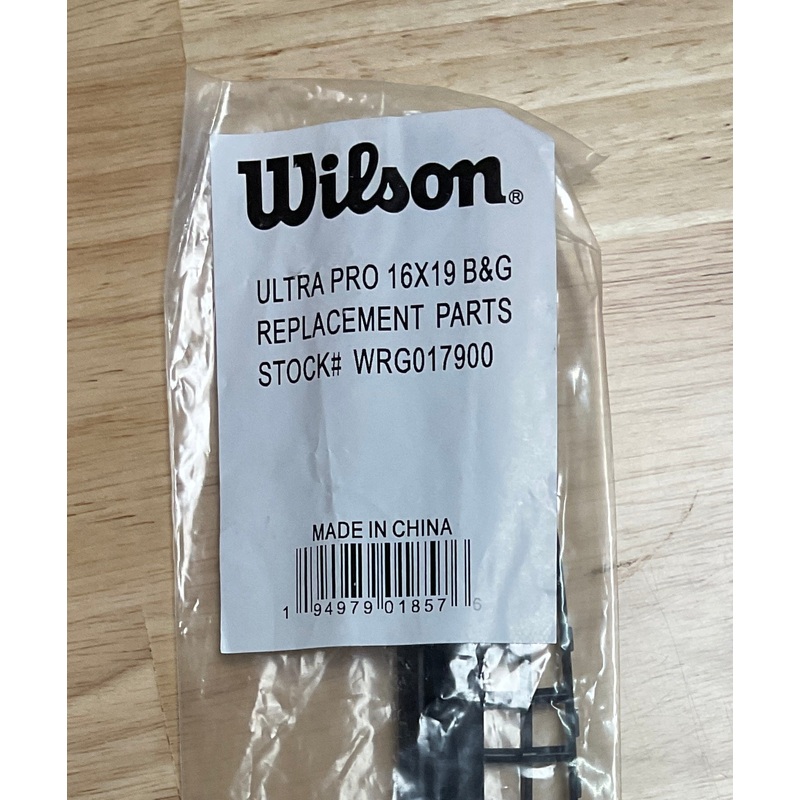 Wilson®
ULTRA PRO 16X19 B&G
REPLACEMENT PARTS
STOCK# WRG017900
MADE IN CHINA
1 94979 01857 6